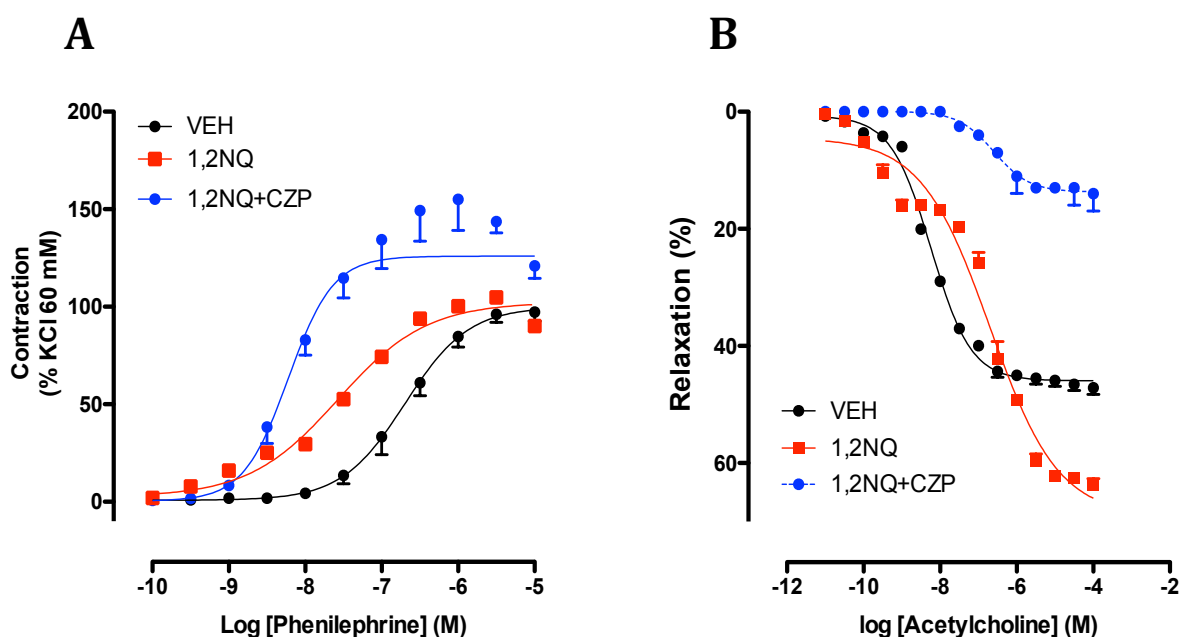 A
200
150
100
50
0
Contraction
(% KCl 60 mM)
VEH
1,2NQ
1,2NQ+CZP
-10 -9 -8 -7 -6 -5
Log [Phenilephrine] (M)
B
0
20
40
60
Relaxation (%)
VEH
1,2NQ
1,2NQ+CZP
-12 -10 -8 -6 -4 -2
log [Acetylcholine] (M)